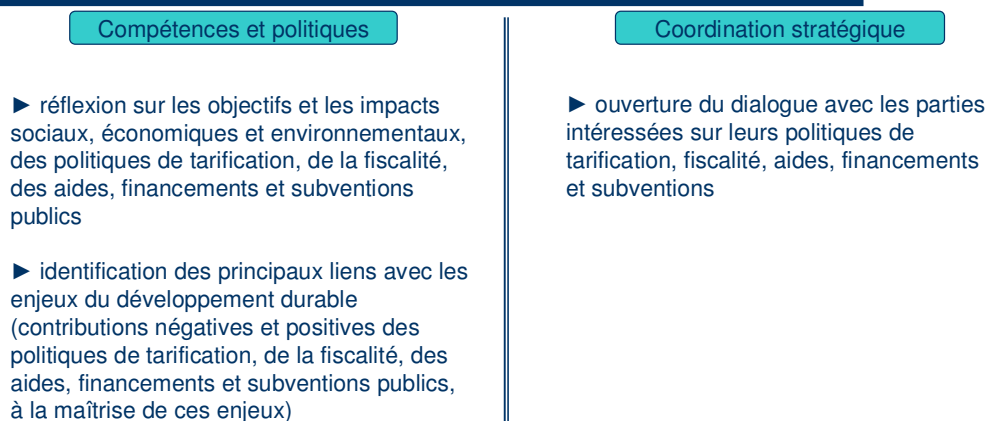 Compétences et politiques
► réflexion sur les objectifs et les impacts
sociaux, économiques et environnementaux,
des politiques de tarification, de la fiscalité,
des aides, financements et subventions
publics
► identification des principaux liens avec les
enjeux du développement durable
(contributions négatives et positives des
politiques de tarification, de la fiscalité, des
aides, financements et subventions publics,
à la maîtrise de ces enjeux)
Coordination stratégique
► ouverture du dialogue avec les parties
intéressées sur leurs politiques de
tarification, fiscalité, aides, financements
et subventions